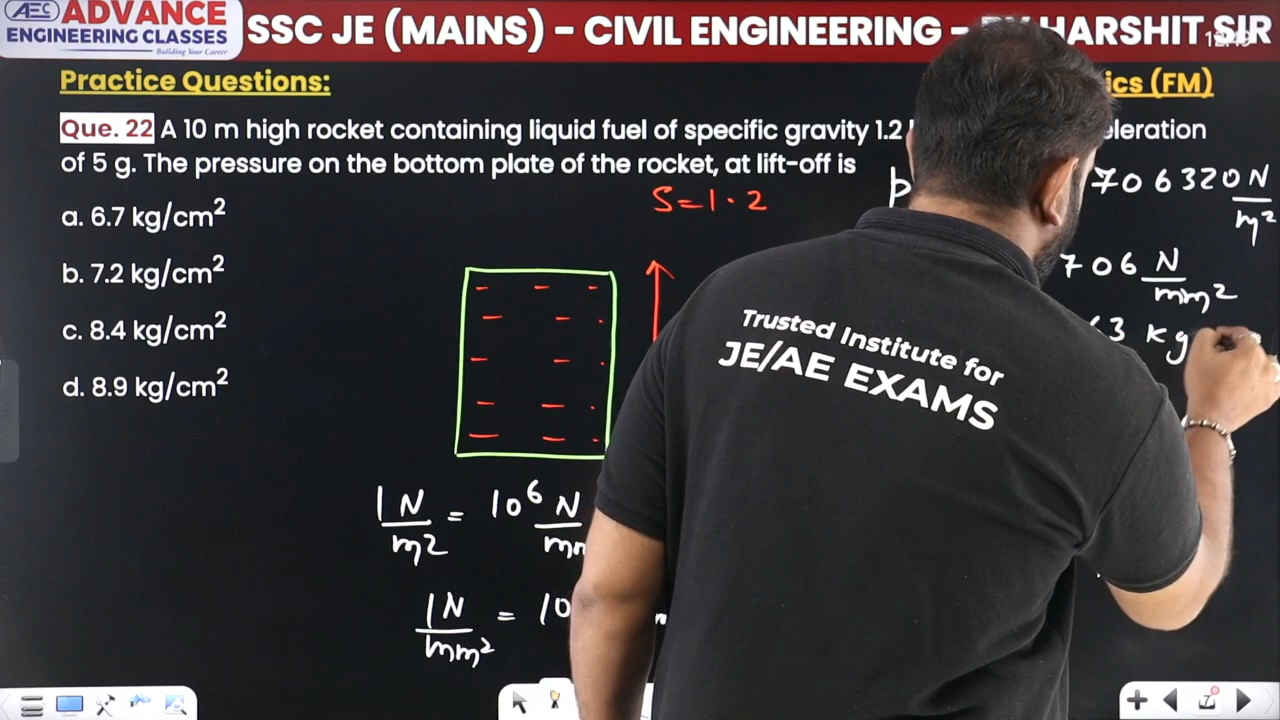 AEC ADVANCE
ENGINEERING CLASSES
Building Your Career
SSC JE (MAINS) - CIVIL ENGINEERING - HARSHIT SIR
Practice Questions:
(FM)
Que. 22 A 10 m high rocket containing liquid fuel of specific gravity 1.2
of 5 g. The pressure on the bottom plate of the rocket, at lift-off is
a. 6.7 kg/cm²
b. 7.2 kg/cm²
c. 8.4 kg/cm²
d. 8.9 kg/cm²
S = 1.2
p
706320 N/m²
706 N/mm²
63 kg
1 N/m² = 10⁶ N
1 N/mm² = 10
Trusted Institute for
JE/AE EXAMS